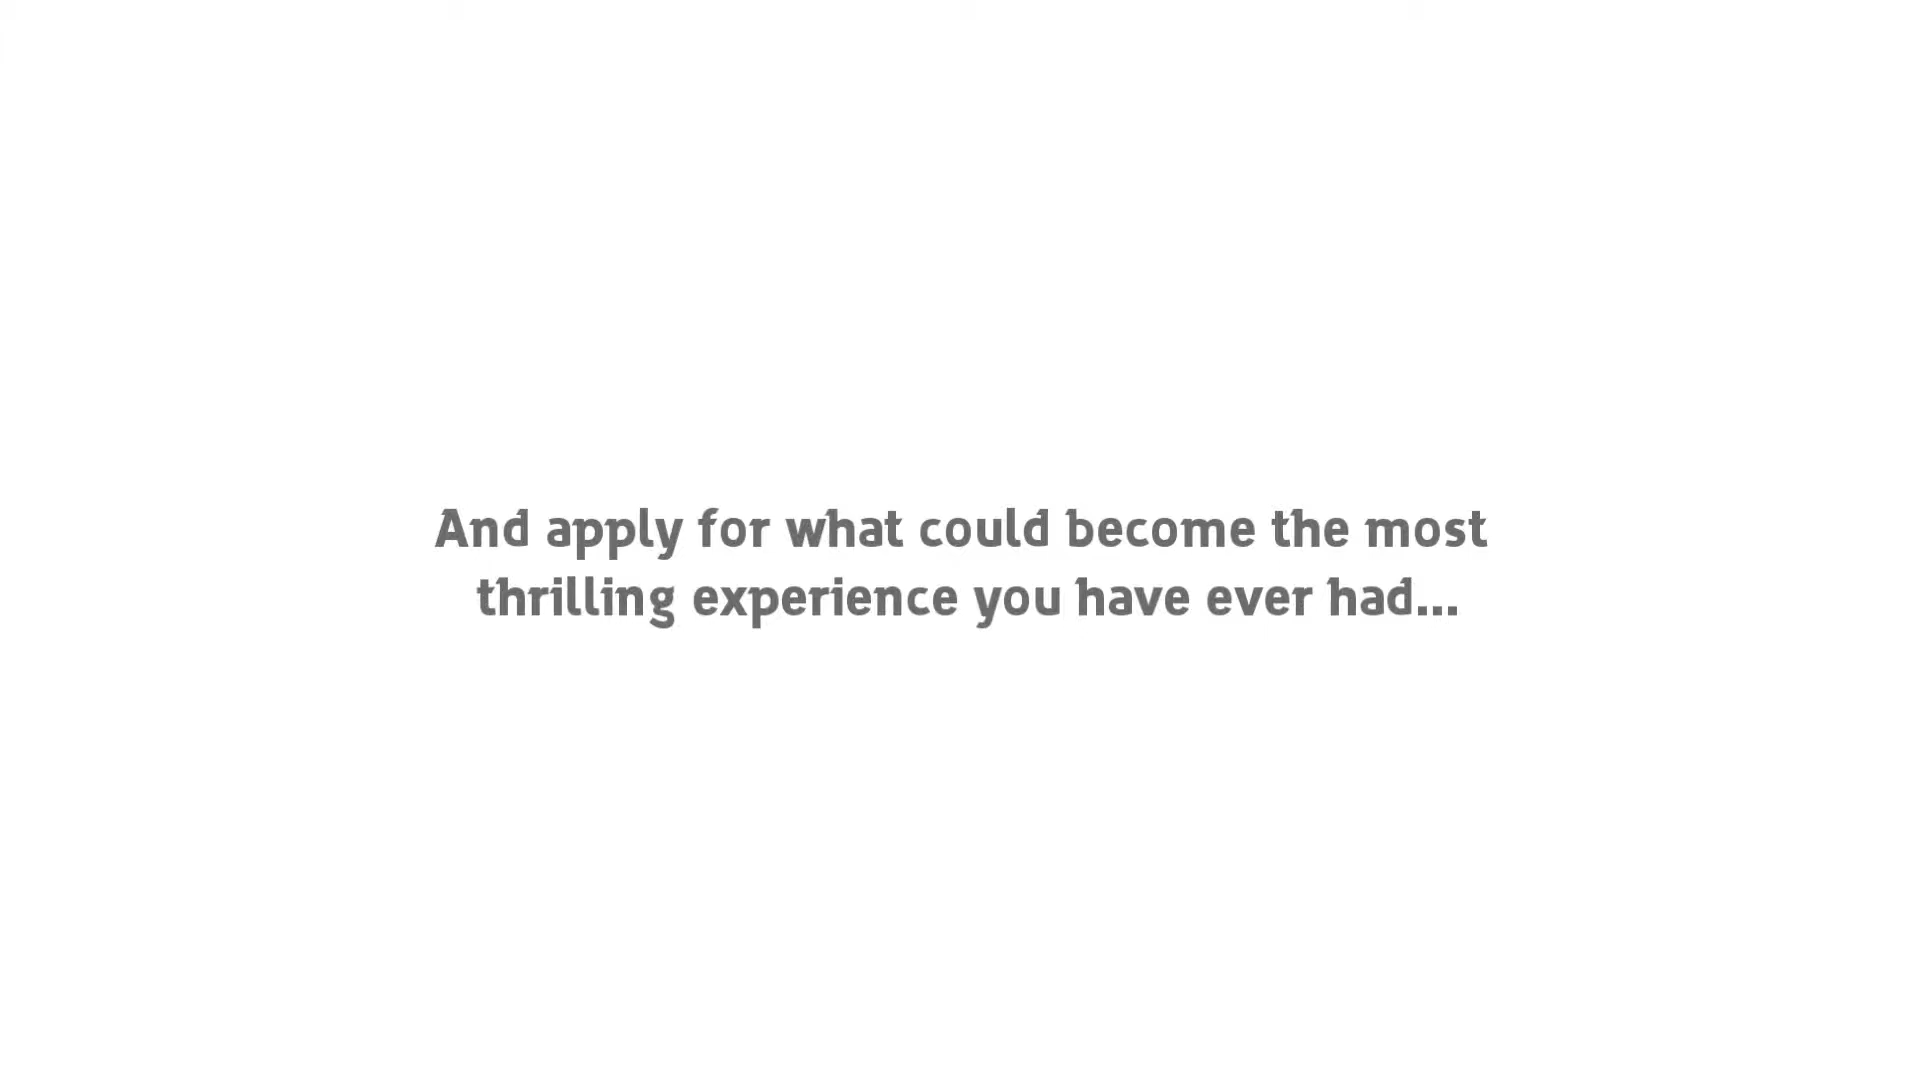 And apply for what could become the most
thrilling experience you have ever had...